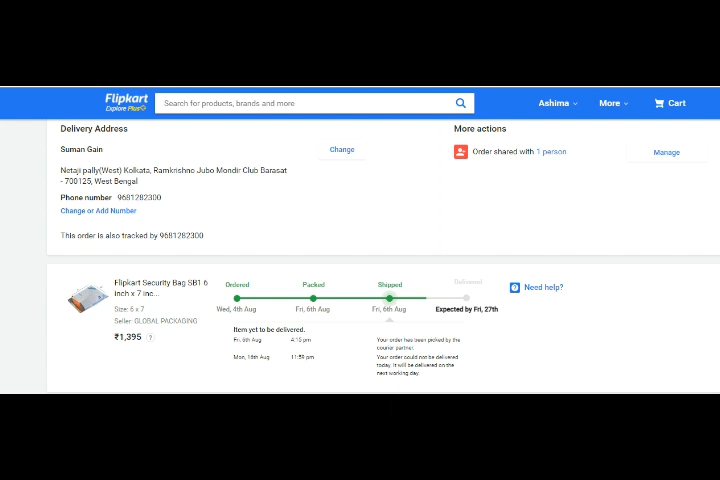 Flipkart
Explore Plus
Search for products, brands and more
Ashima
More
Cart
Delivery Address
More actions
Suman Gain
Change
Order shared with 1 person
Manage
Netaji pally(West) Kolkata, Ramkrishno Jubo Mondir Club Barasat
- 700125, West Bengal
Phone number 9681282300
Change or Add Number
This order is also tracked by 9681282300
Flipkart Security Bag SB1 6
inch x 7 inc...
Size: 6 x 7
Seller: GLOBAL PACKAGING
₹1,395 ?
Ordered Packed Shipped Delivered
Wed, 4th Aug Fri, 6th Aug Fri, 6th Aug Expected by Fri, 27th
Need help?
Item yet to be delivered.
Fri, 6th Aug 4:15 pm Your order has been picked by the
courier partner.
Mon, 16th Aug 11:59 pm Your order could not be delivered
today. It will be delivered on the
next working day.